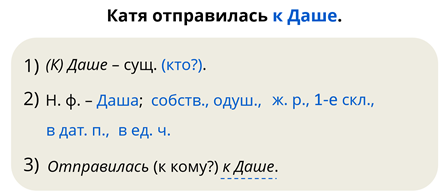 Катя отправилась к Даше.
1) (К) Даше – сущ. (кто?).
2) Н. ф. – Даша; собств., одуш., ж. р., 1-е скл.,
в дат. п., в ед. ч.
3) Отправилась (к кому?) к Даше.